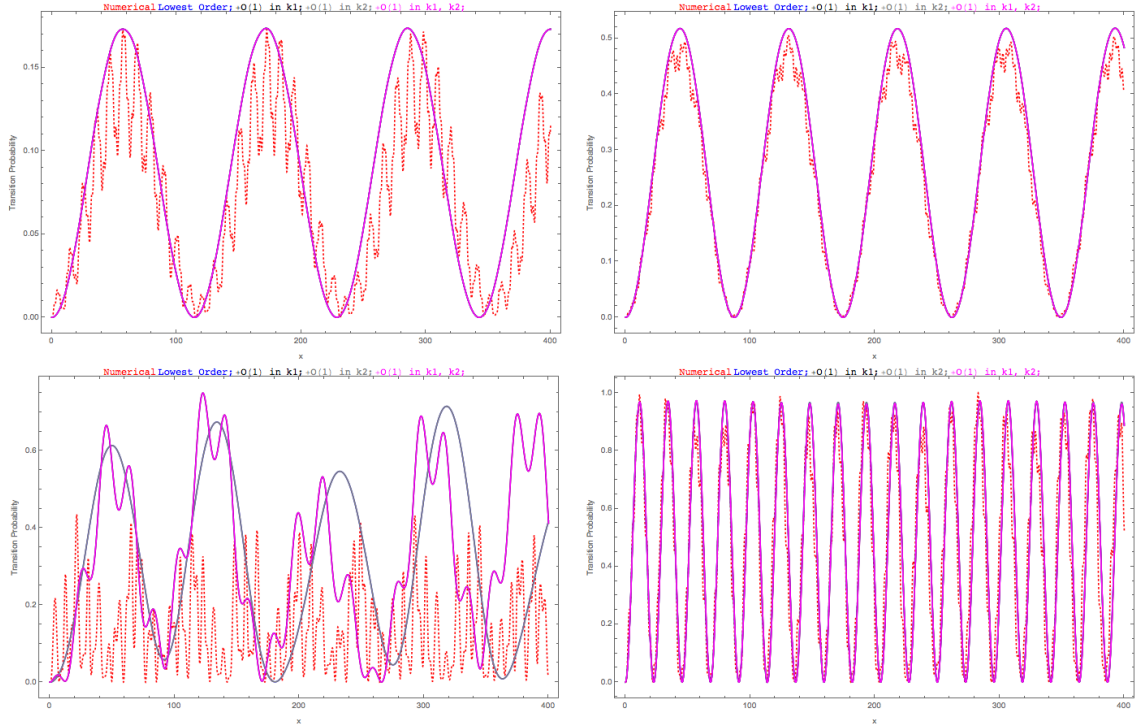 Numerical Lowest Order; +O(1) in k1; +O(1) in k2; +O(1) in k1, k2;
Transition Probability
0.15
0.10
0.05
0.00
0 100 200 300 400
x
Numerical Lowest Order; +O(1) in k1; +O(1) in k2; +O(1) in k1, k2;
Transition Probability
0.5
0.4
0.3
0.2
0.1
0.0
0 100 200 300 400
x
Numerical Lowest Order; +O(1) in k1; +O(1) in k2; +O(1) in k1, k2;
Transition Probability
0.6
0.4
0.2
0.0
0 100 200 300 400
x
Numerical Lowest Order; +O(1) in k1; +O(1) in k2; +O(1) in k1, k2;
Transition Probability
1.0
0.8
0.6
0.4
0.2
0.0
0 100 200 300 400
x